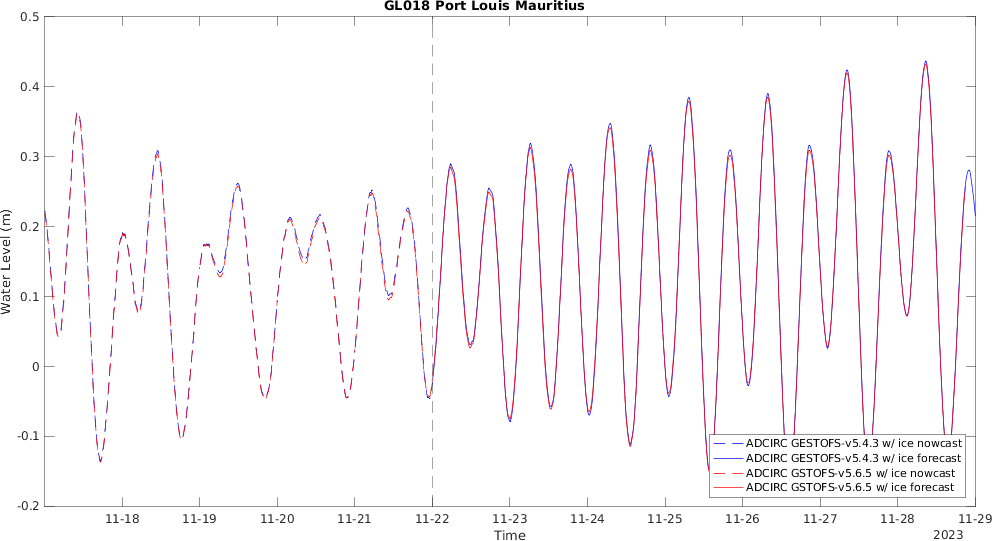 GL018 Port Louis Mauritius
0.5
0.4
0.3
0.2
0.1
0
-0.1
-0.2
Water Level (m)
ADCIRC GESTOFS-v5.4.3 w/ ice nowcast
ADCIRC GESTOFS-v5.4.3 w/ ice forecast
ADCIRC GSTOFS-v5.6.5 w/ ice nowcast
ADCIRC GSTOFS-v5.6.5 w/ ice forecast
11-18 11-19 11-20 11-21 11-22 11-23 11-24 11-25 11-26 11-27 11-28 11-29
Time
2023